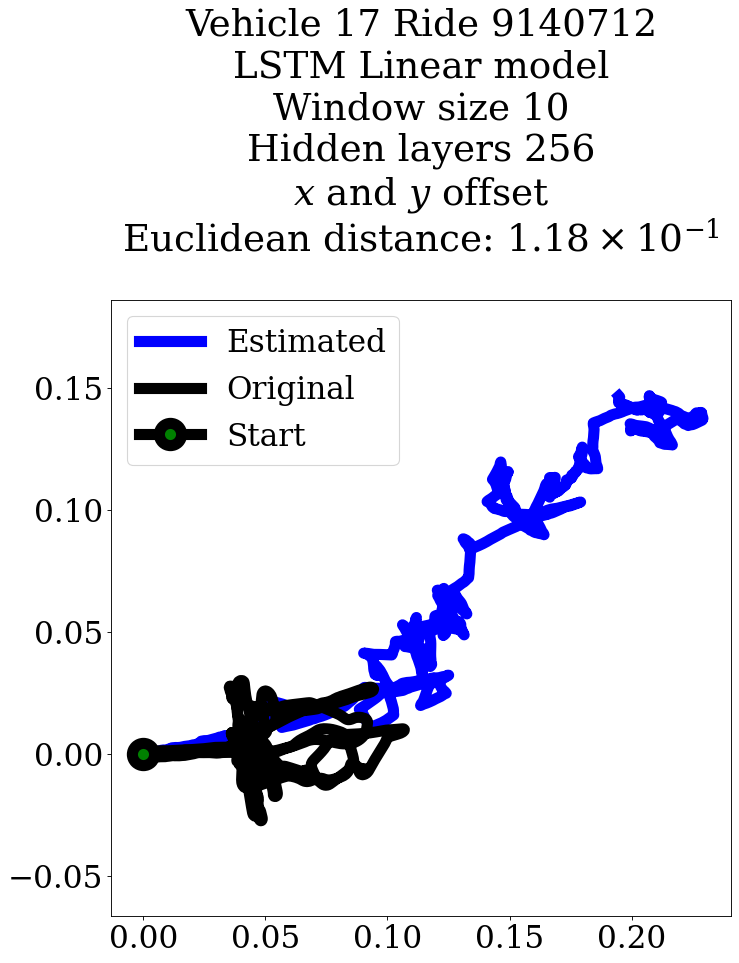 Vehicle 17 Ride 9140712
LSTM Linear model
Window size 10
Hidden layers 256
x and y offset
Euclidean distance: 1.18 × 10⁻¹
Estimated
Original
Start
0.15
0.10
0.05
0.00
−0.05
0.00 0.05 0.10 0.15 0.20